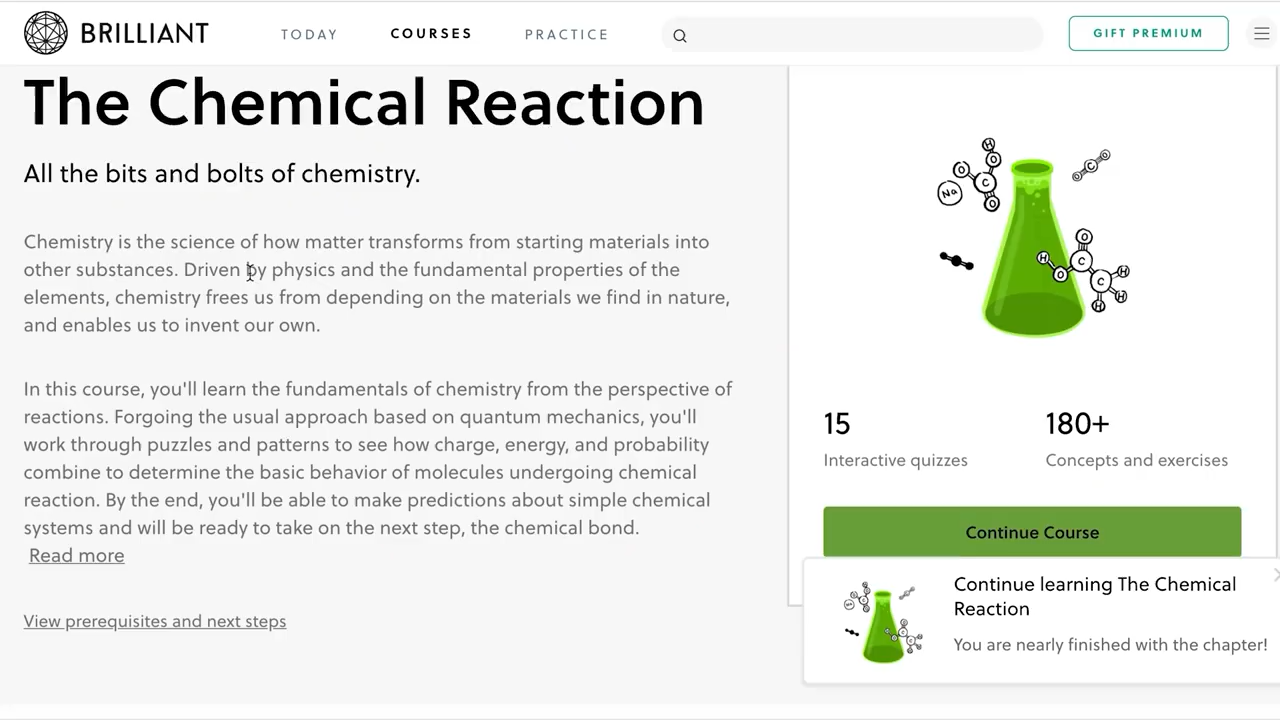 BRILLIANT
TODAY
COURSES
PRACTICE
GIFT PREMIUM
The Chemical Reaction
All the bits and bolts of chemistry.
Chemistry is the science of how matter transforms from starting materials into
other substances. Driven by physics and the fundamental properties of the
elements, chemistry frees us from depending on the materials we find in nature,
and enables us to invent our own.
In this course, you'll learn the fundamentals of chemistry from the perspective of
reactions. Forgoing the usual approach based on quantum mechanics, you'll
work through puzzles and patterns to see how charge, energy, and probability
combine to determine the basic behavior of molecules undergoing chemical
reaction. By the end, you'll be able to make predictions about simple chemical
systems and will be ready to take on the next step, the chemical bond.
Read more
View prerequisites and next steps
H
O
O
C
Na
O
O
C
O
O
H
C
O
C
H
H
H
15
180+
Interactive quizzes
Concepts and exercises
Continue Course
Continue learning The Chemical
Reaction
You are nearly finished with the chapter!